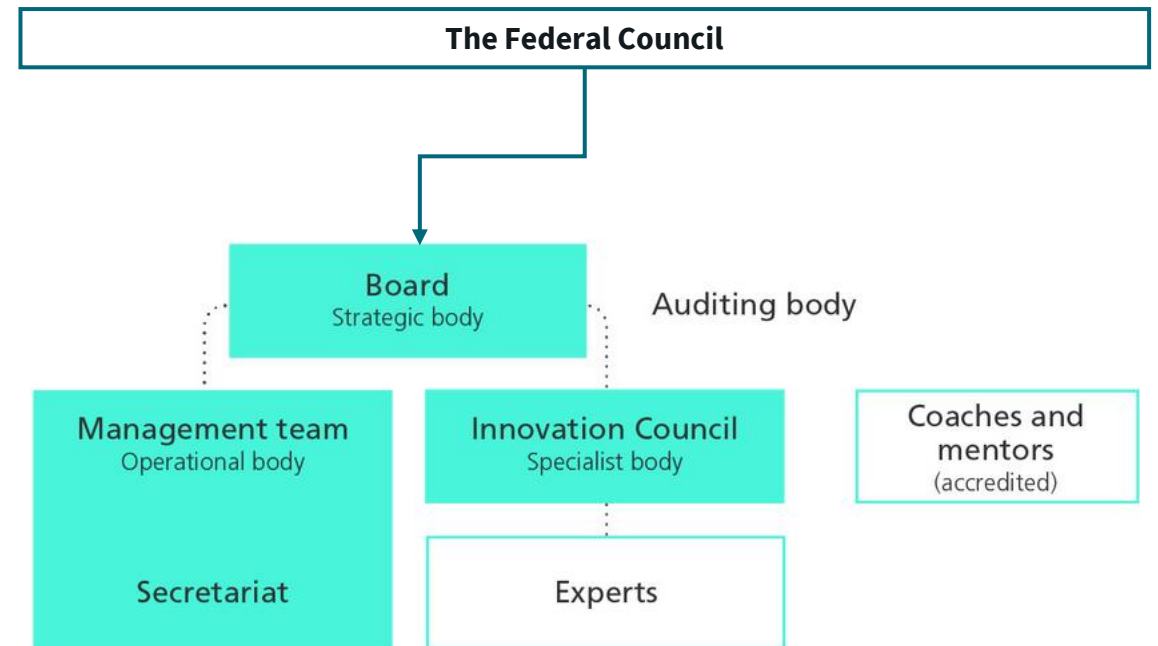 The Federal Council
Board
Strategic body
Auditing body
Management team
Operational body
Innovation Council
Specialist body
Coaches and
mentors
(accredited)
Secretariat
Experts